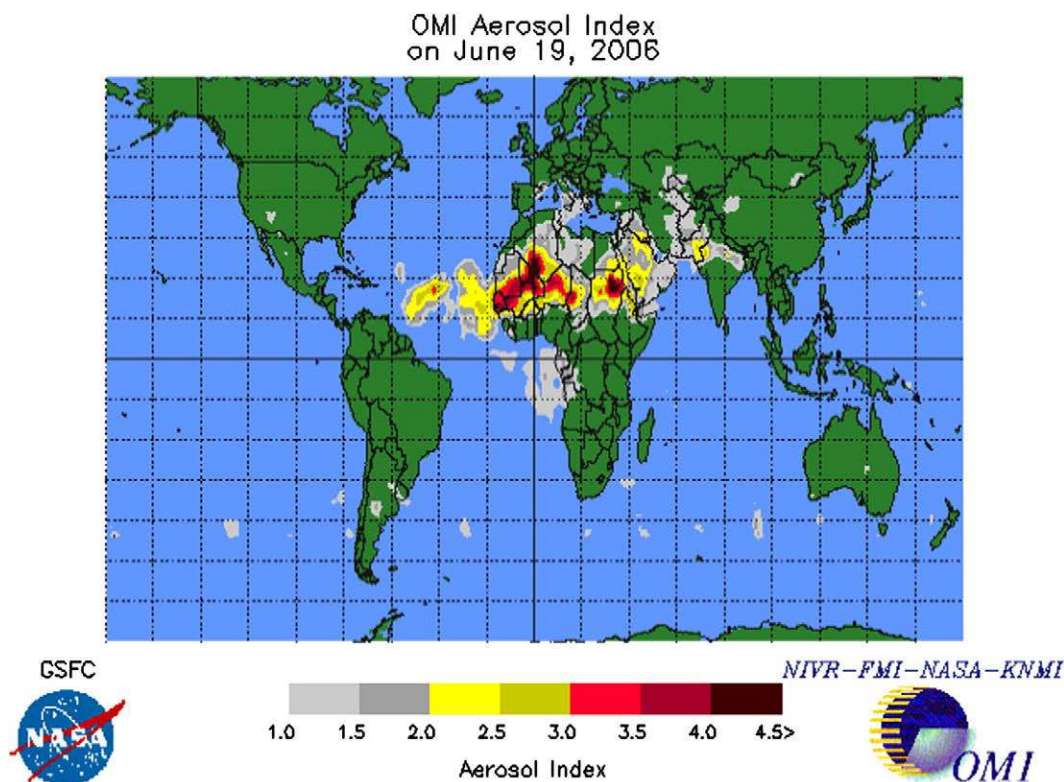 OMI Aerosol Index
on June 19, 2006
GSFC
NIVR-FMI-NASA-KNMI
NASA
1.0 1.5 2.0 2.5 3.0 3.5 4.0 4.5>
Aerosol Index
OMI